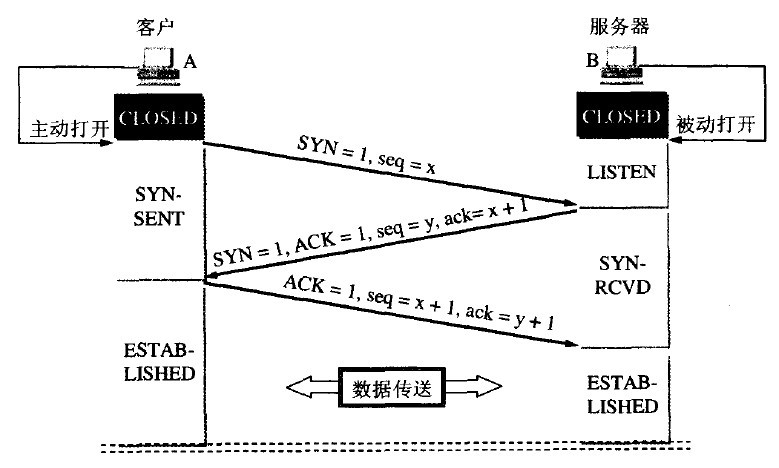 客户
服务器
A
B
主动打开
CLOSED
CLOSED
被动打开
SYN = 1, seq = x
LISTEN
SYN-
SENT
SYN = 1, ACK = 1, seq = y, ack= x + 1
SYN-
RCVD
ACK = 1, seq = x + 1, ack = y + 1
ESTAB-
LISHED
数据传送
ESTAB-
LISHED